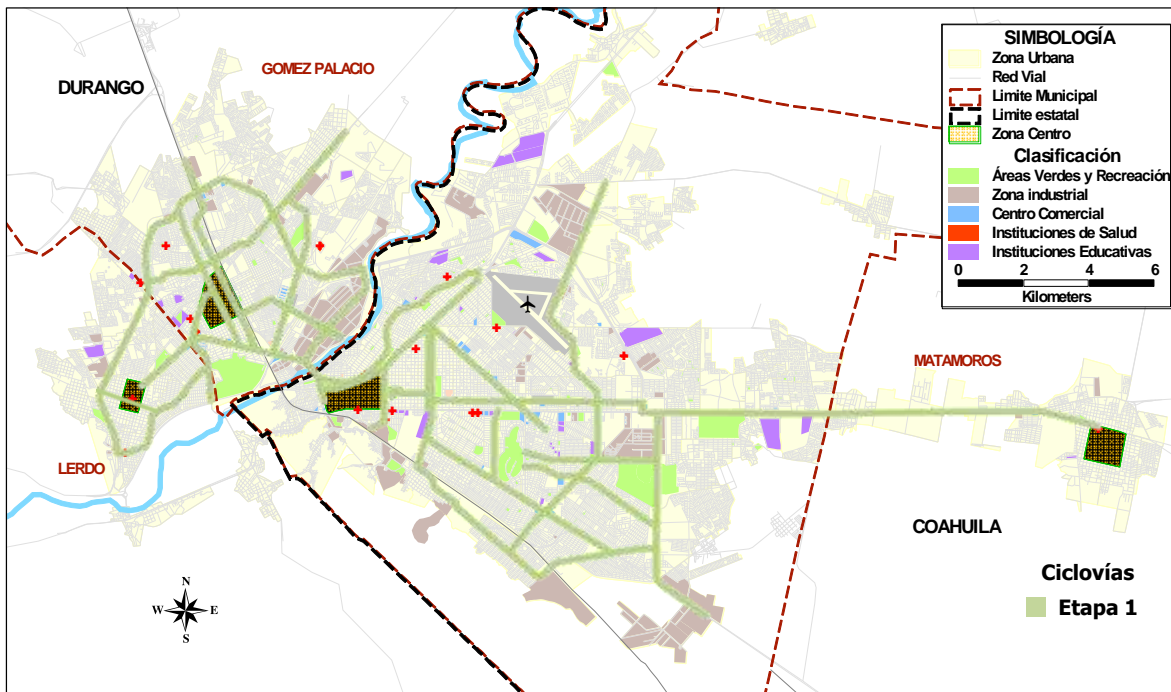 DURANGO
GOMEZ PALACIO
SIMBOLOGÍA
Zona Urbana
Red Vial
Limite Municipal
Limite estatal
Zona Centro
Clasificación
Áreas Verdes y Recreación
Zona industrial
Centro Comercial
Instituciones de Salud
Instituciones Educativas
0 2 4 6
Kilometers
MATAMOROS
LERDO
COAHUILA
Ciclovías
Etapa 1
N
W E
S